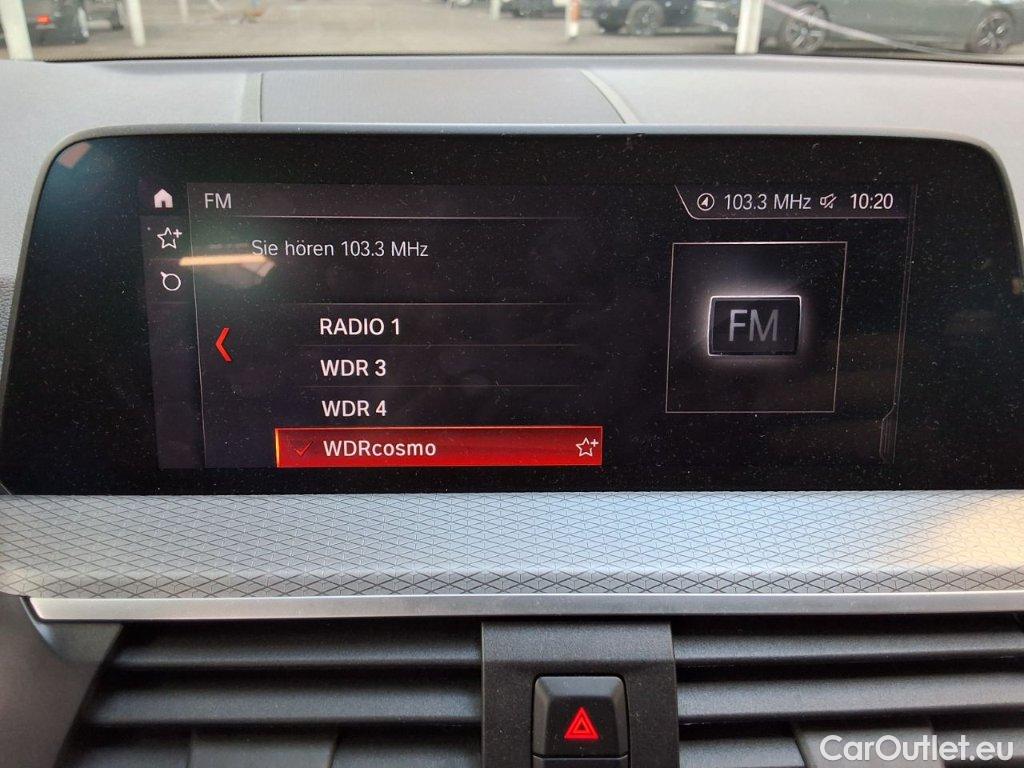 FM
103.3 MHz 10:20
Sie hören 103.3 MHz
RADIO 1
FM
WDR 3
WDR 4
WDRcosmo
CarOutlet.eu